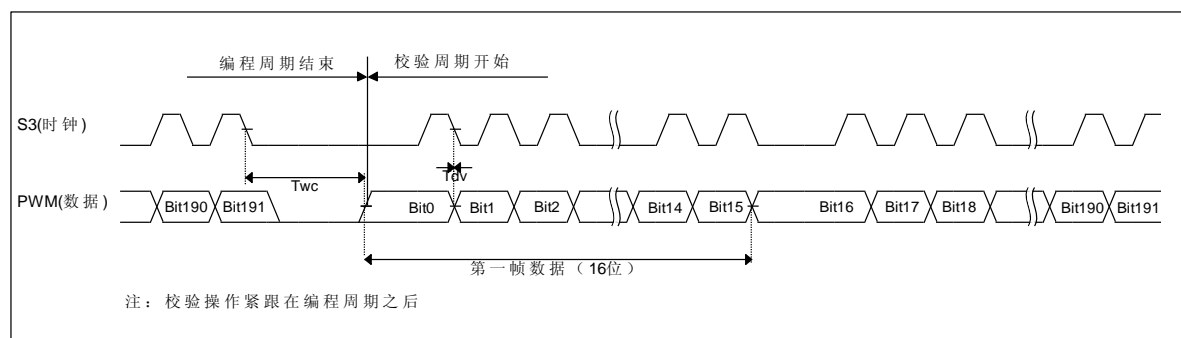 编程周期结束 校验周期开始
S3(时钟)
Twc Tdv
PWM(数据) Bit190 Bit191 Bit0 Bit1 Bit2 Bit14 Bit15 Bit16 Bit17 Bit18 Bit190 Bit191
第一帧数据（16位）
注：校验操作紧跟在编程周期之后